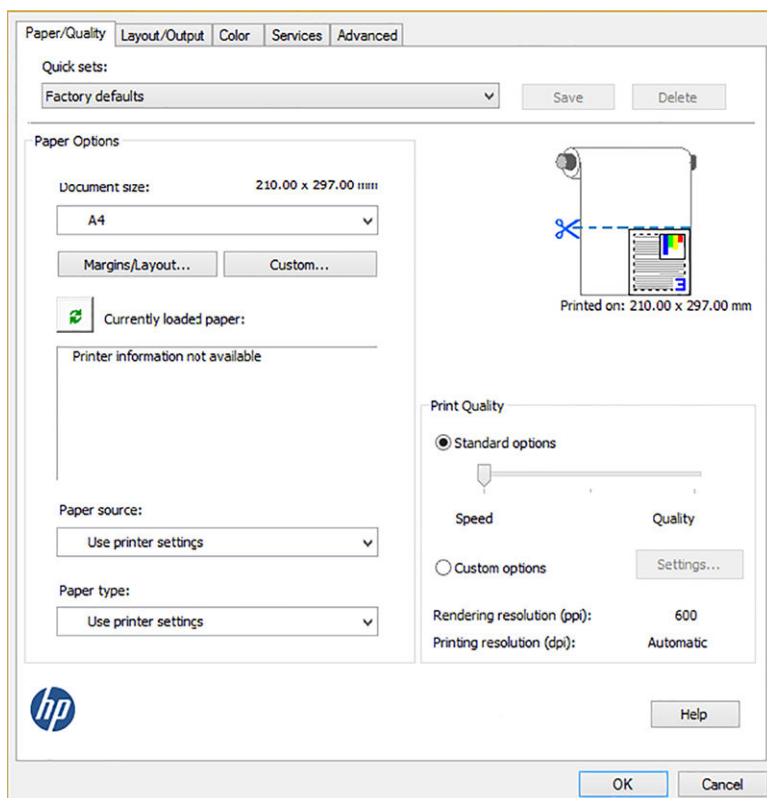 Paper/Quality Layout/Output Color Services Advanced
Quick sets:
Factory defaults Save Delete
Paper Options
Document size: 210.00 x 297.00 mm
A4
Margins/Layout... Custom...
Currently loaded paper:
Printer information not available
Paper source:
Use printer settings
Paper type:
Use printer settings
3
Printed on: 210.00 x 297.00 mm
Print Quality
Standard options
Speed Quality
Custom options Settings...
Rendering resolution (ppi): 600
Printing resolution (dpi): Automatic
hp
Help
OK Cancel